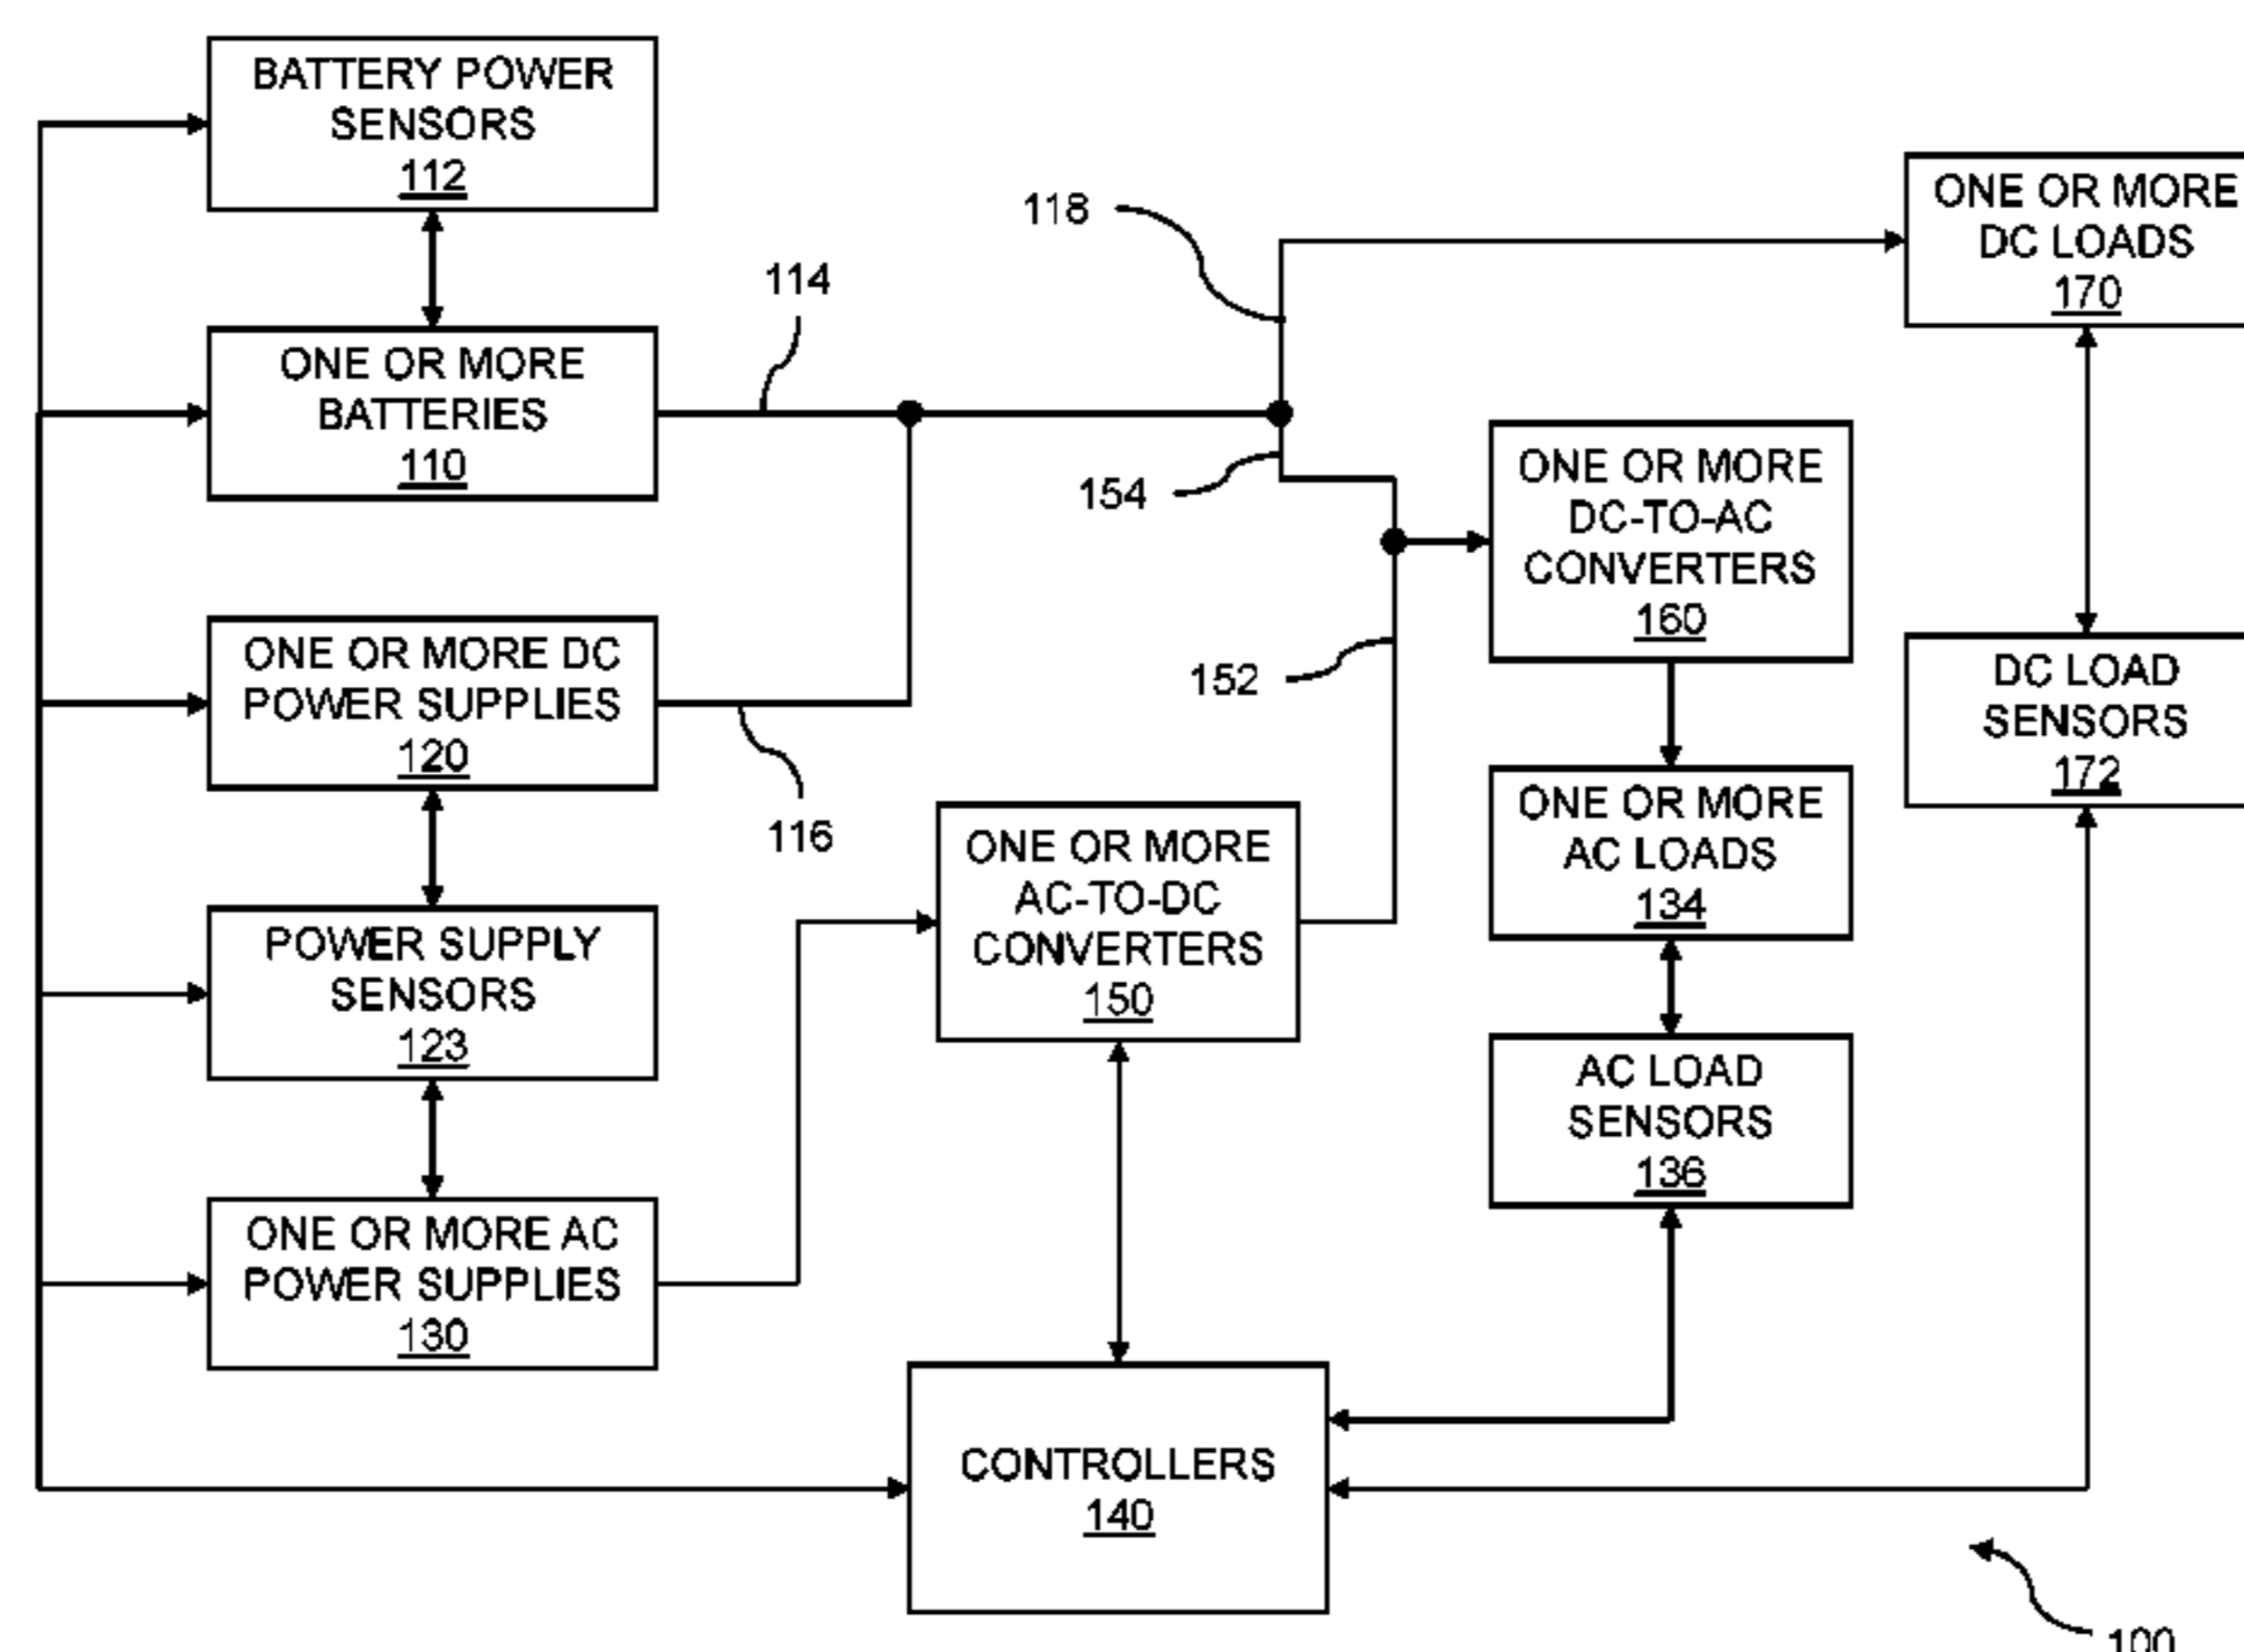 BATTERY POWER
SENSORS
112
118
ONE OR MORE
DC LOADS
170
114
ONE OR MORE
BATTERIES
110
154
ONE OR MORE
DC-TO-AC
CONVERTERS
160
ONE OR MORE DC
POWER SUPPLIES
120
152
DC LOAD
SENSORS
172
116
ONE OR MORE
AC-TO-DC
CONVERTERS
150
ONE OR MORE
AC LOADS
134
POWER SUPPLY
SENSORS
123
AC LOAD
SENSORS
136
ONE OR MORE AC
POWER SUPPLIES
130
CONTROLLERS
140
100